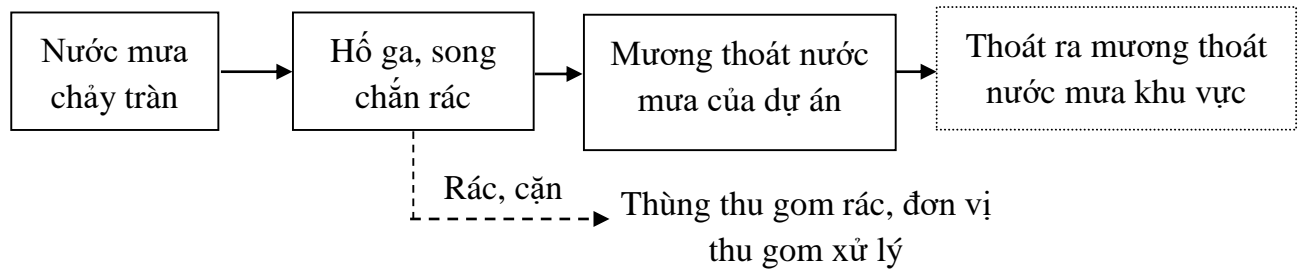 Nước mưa
chảy tràn
Hố ga, song
chắn rác
Mương thoát nước
mưa của dự án
Thoát ra mương thoát
nước mưa khu vực
Rác, cặn
Thùng thu gom rác, đơn vị
thu gom xử lý